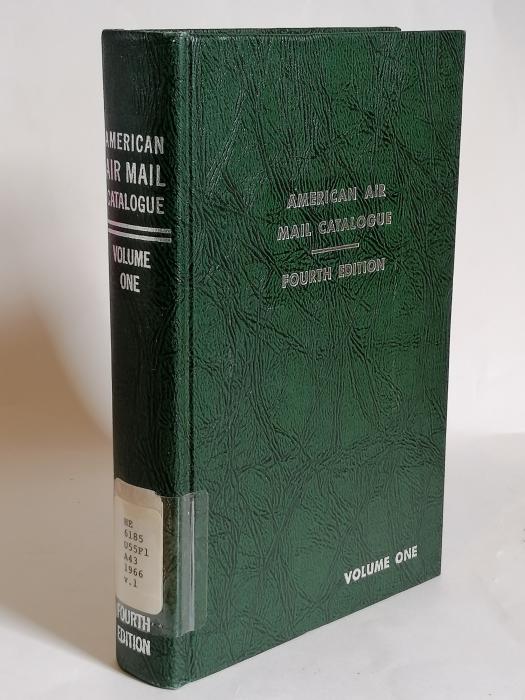 AMERICAN
AIR MAIL
CATALOGUE
VOLUME
ONE
HE
6185
U55P1
A43
1966
v.1
FOURTH
EDITION
AMERICAN AIR
MAIL CATALOGUE
FOURTH EDITION
VOLUME ONE